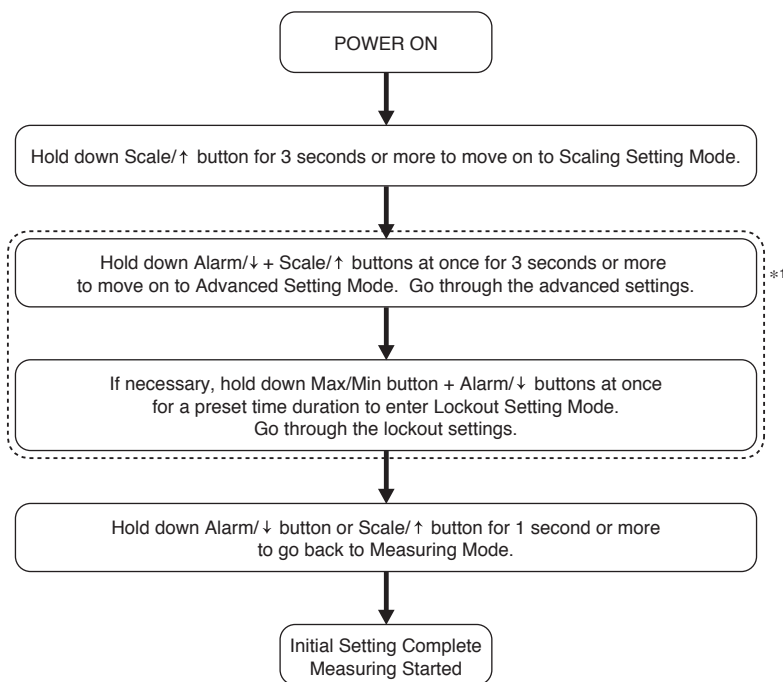 POWER ON
Hold down Scale/↑ button for 3 seconds or more to move on to Scaling Setting Mode.
Hold down Alarm/↓ + Scale/↑ buttons at once for 3 seconds or more
to move on to Advanced Setting Mode.  Go through the advanced settings.
*1
If necessary, hold down Max/Min button + Alarm/↓ buttons at once
for a preset time duration to enter Lockout Setting Mode.
Go through the lockout settings.
Hold down Alarm/↓ button or Scale/↑ button for 1 second or more
to go back to Measuring Mode.
Initial Setting Complete
Measuring Started